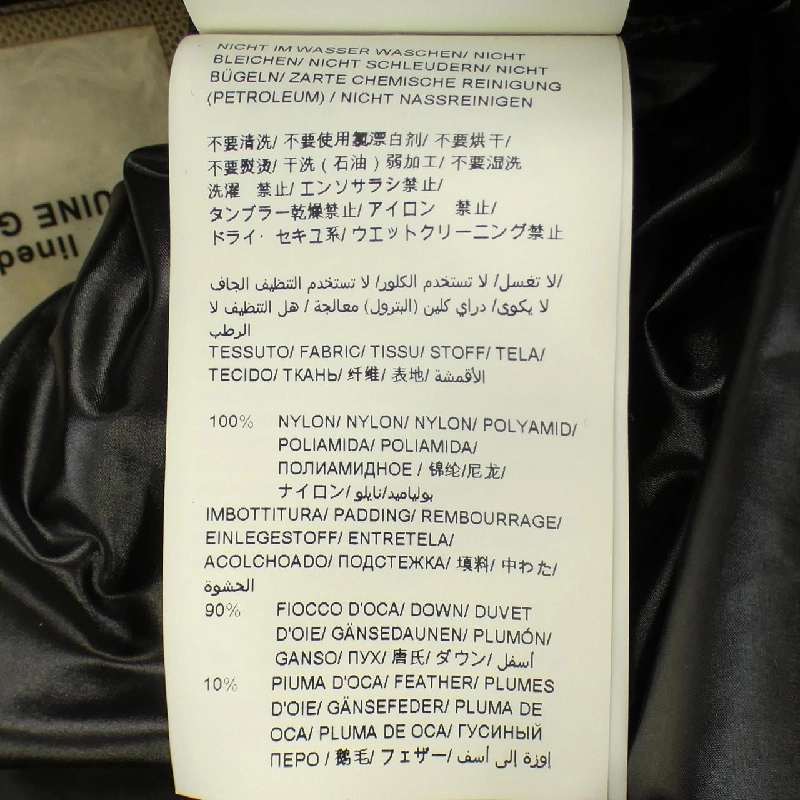 NICHT IM WASSER WASCHEN/ NICHT
BLEICHEN/ NICHT SCHLEUDERN/ NICHT
BÜGELN/ ZARTE CHEMISCHE REINIGUNG
(PETROLEUM) / NICHT NASSREINIGEN
不要清洗/ 不要使用氯漂白剂/ 不要烘干/
不要熨烫/ 干洗 ( 石油 ) 弱加工/ 不要湿洗
洗濯 禁止/ エンソサラシ禁止/
タンブラー乾燥禁止/ アイロン 禁止/
ドライ· セキユ系/ ウエットクリーニング禁止
/لا تغسل/ لا تستخدم الكلور/ لا تستخدم التنظيف الجاف
لا يكوى/ دراي كلين (البترول) معالجة / هل التنظيف لا
الرطب
TESSUTO/ FABRIC/ TISSU/ STOFF/ TELA/
TECIDO/ ТКАНЬ/ 纤维/ 表地/ الأقمشة
100% NYLON/ NYLON/ NYLON/ POLYAMID/
POLIAMIDA/ POLIAMIDA/
ПОЛИАМИДНОЕ / 锦纶/尼龙/
ナイロン/ بولياميد/نايلو
IMBOTTITURA/ PADDING/ REMBOURRAGE/
EINLEGESTOFF/ ENTRETELA/
ACOLCHOADO/ ПОДСТЕЖКА/ 填料/ 中わた/
الحشوة
90% FIOCCO D'OCA/ DOWN/ DUVET
D'OIE/ GÄNSEDAUNEN/ PLUMÓN/
GANSO/ ПУХ/ 唐氏/ ダウン/ أسفل
10% PIUMA D'OCA/ FEATHER/ PLUMES
D'OIE/ GÄNSEFEDER/ PLUMA DE
OCA/ PLUMA DE OCA/ ГУСИНЫЙ
ПЕРО / 鹅毛/ フェザー/ إوزة إلى أسف
lined
UINE G